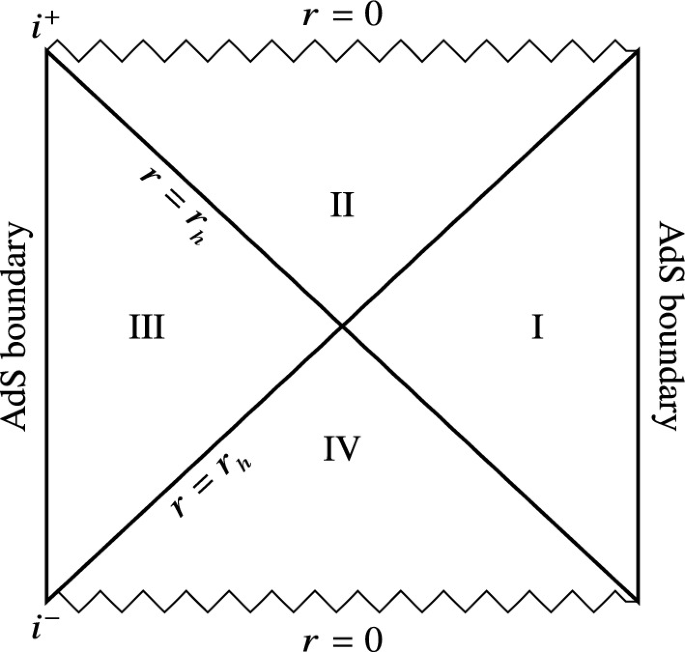 i⁺
r = 0
r = rₕ
II
AdS boundary
III
I
AdS boundary
IV
r = rₕ
i⁻
r = 0